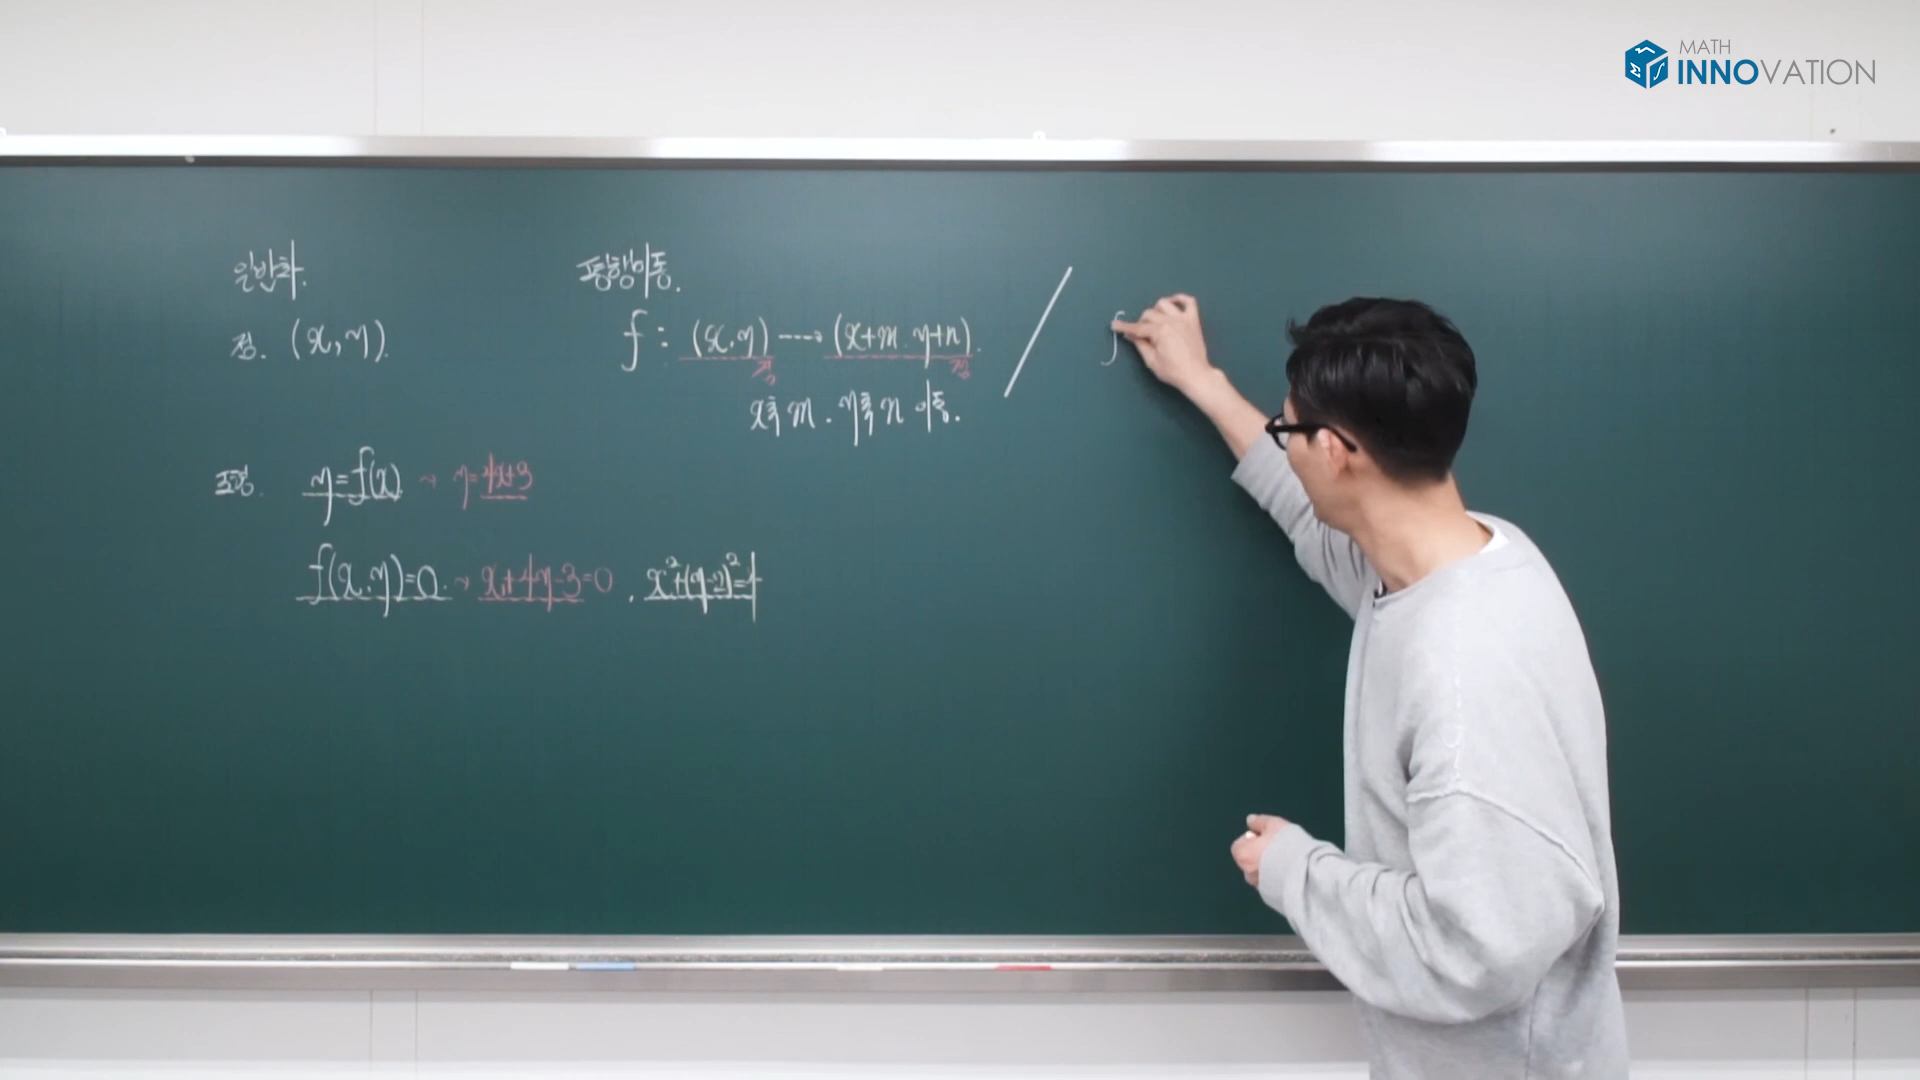 MATH
INNOVATION
일반화.
평행이동.
점. (x, y).
f : (x, y) ---→ (x+m, y+n).
점 점
f
x축 m, y축 n 이동.
도형. y=f(x) → y=4x+3
f(x,y)=0. → x+4y-3=0 , x²+(y-2)²=1